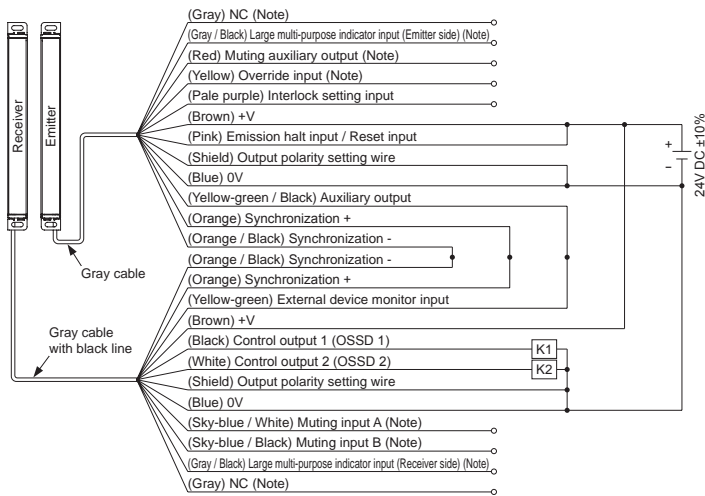 (Gray) NC (Note)
(Gray / Black) Large multi-purpose indicator input (Emitter side) (Note)
(Red) Muting auxiliary output (Note)
(Yellow) Override input (Note)
(Pale purple) Interlock setting input
(Brown) +V
(Pink) Emission halt input / Reset input
(Shield) Output polarity setting wire
(Blue) 0V
(Yellow-green / Black) Auxiliary output
(Orange) Synchronization +
(Orange / Black) Synchronization -
(Orange / Black) Synchronization -
(Orange) Synchronization +
(Yellow-green) External device monitor input
(Brown) +V
(Black) Control output 1 (OSSD 1)
(White) Control output 2 (OSSD 2)
(Shield) Output polarity setting wire
(Blue) 0V
(Sky-blue / White) Muting input A (Note)
(Sky-blue / Black) Muting input B (Note)
(Gray / Black) Large multi-purpose indicator input (Receiver side) (Note)
(Gray) NC (Note)
Receiver
Emitter
Gray cable
Gray cable
with black line
K1
K2
+
−
24V DC ±10%